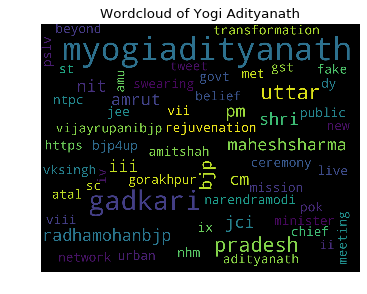 Wordcloud of Yogi Adityanath
beyond transformation
pslv myogiadityanath
st tweet govt met gst fake
nit amu swearing belief dy
ntpc amrut uttar
jee vii pm shri public
vijayrupanibjp rejuvenation new
https bjp4up amitshah maheshsharma
vksingh iii bjp ceremony live
iv gorakhpur cm mission
sc atal gadkari narendramodi
viii jci pok minister
radhamohanbjp ix chief ii
network urban nhm pradesh meeting
adityanath